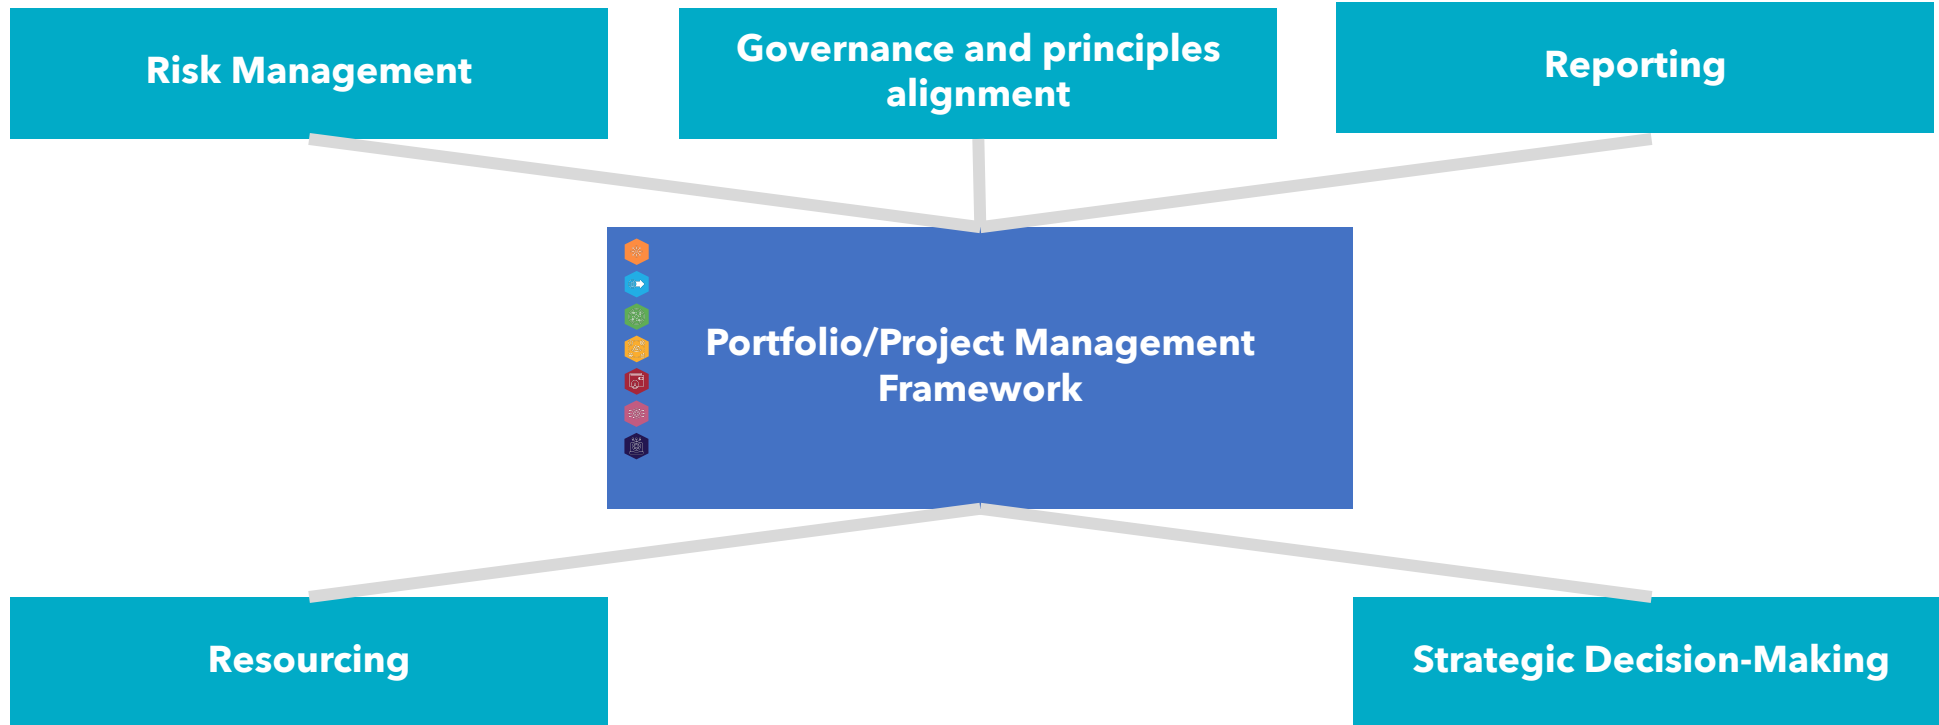 Risk Management
Governance and principles
alignment
Reporting
Portfolio/Project Management
Framework
Resourcing
Strategic Decision-Making